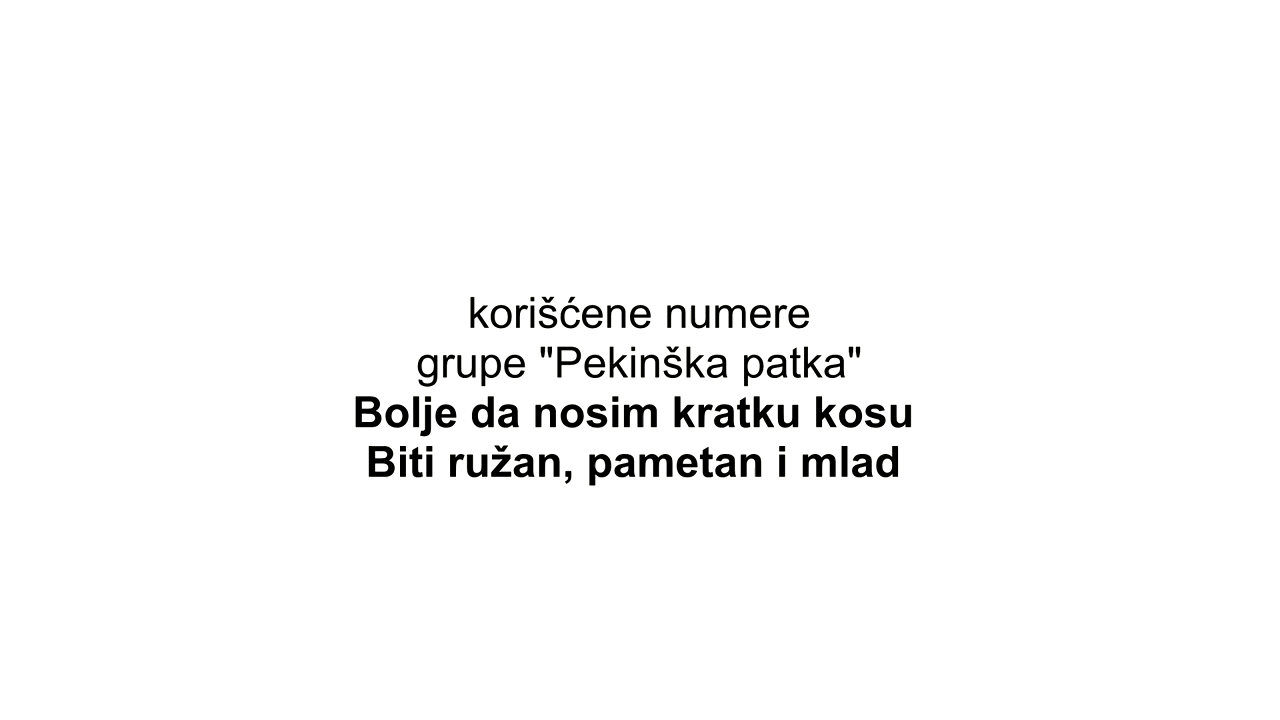 korišćene numere
grupe "Pekinška patka"
Bolje da nosim kratku kosu
Biti ružan, pametan i mlad